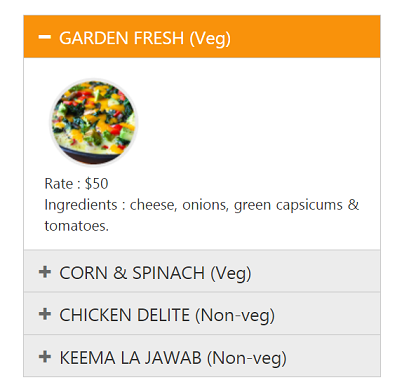 GARDEN FRESH (Veg)
Rate : $50
Ingredients : cheese, onions, green capsicums &
tomatoes.
CORN & SPINACH (Veg)
CHICKEN DELITE (Non-veg)
KEEMA LA JAWAB (Non-veg)